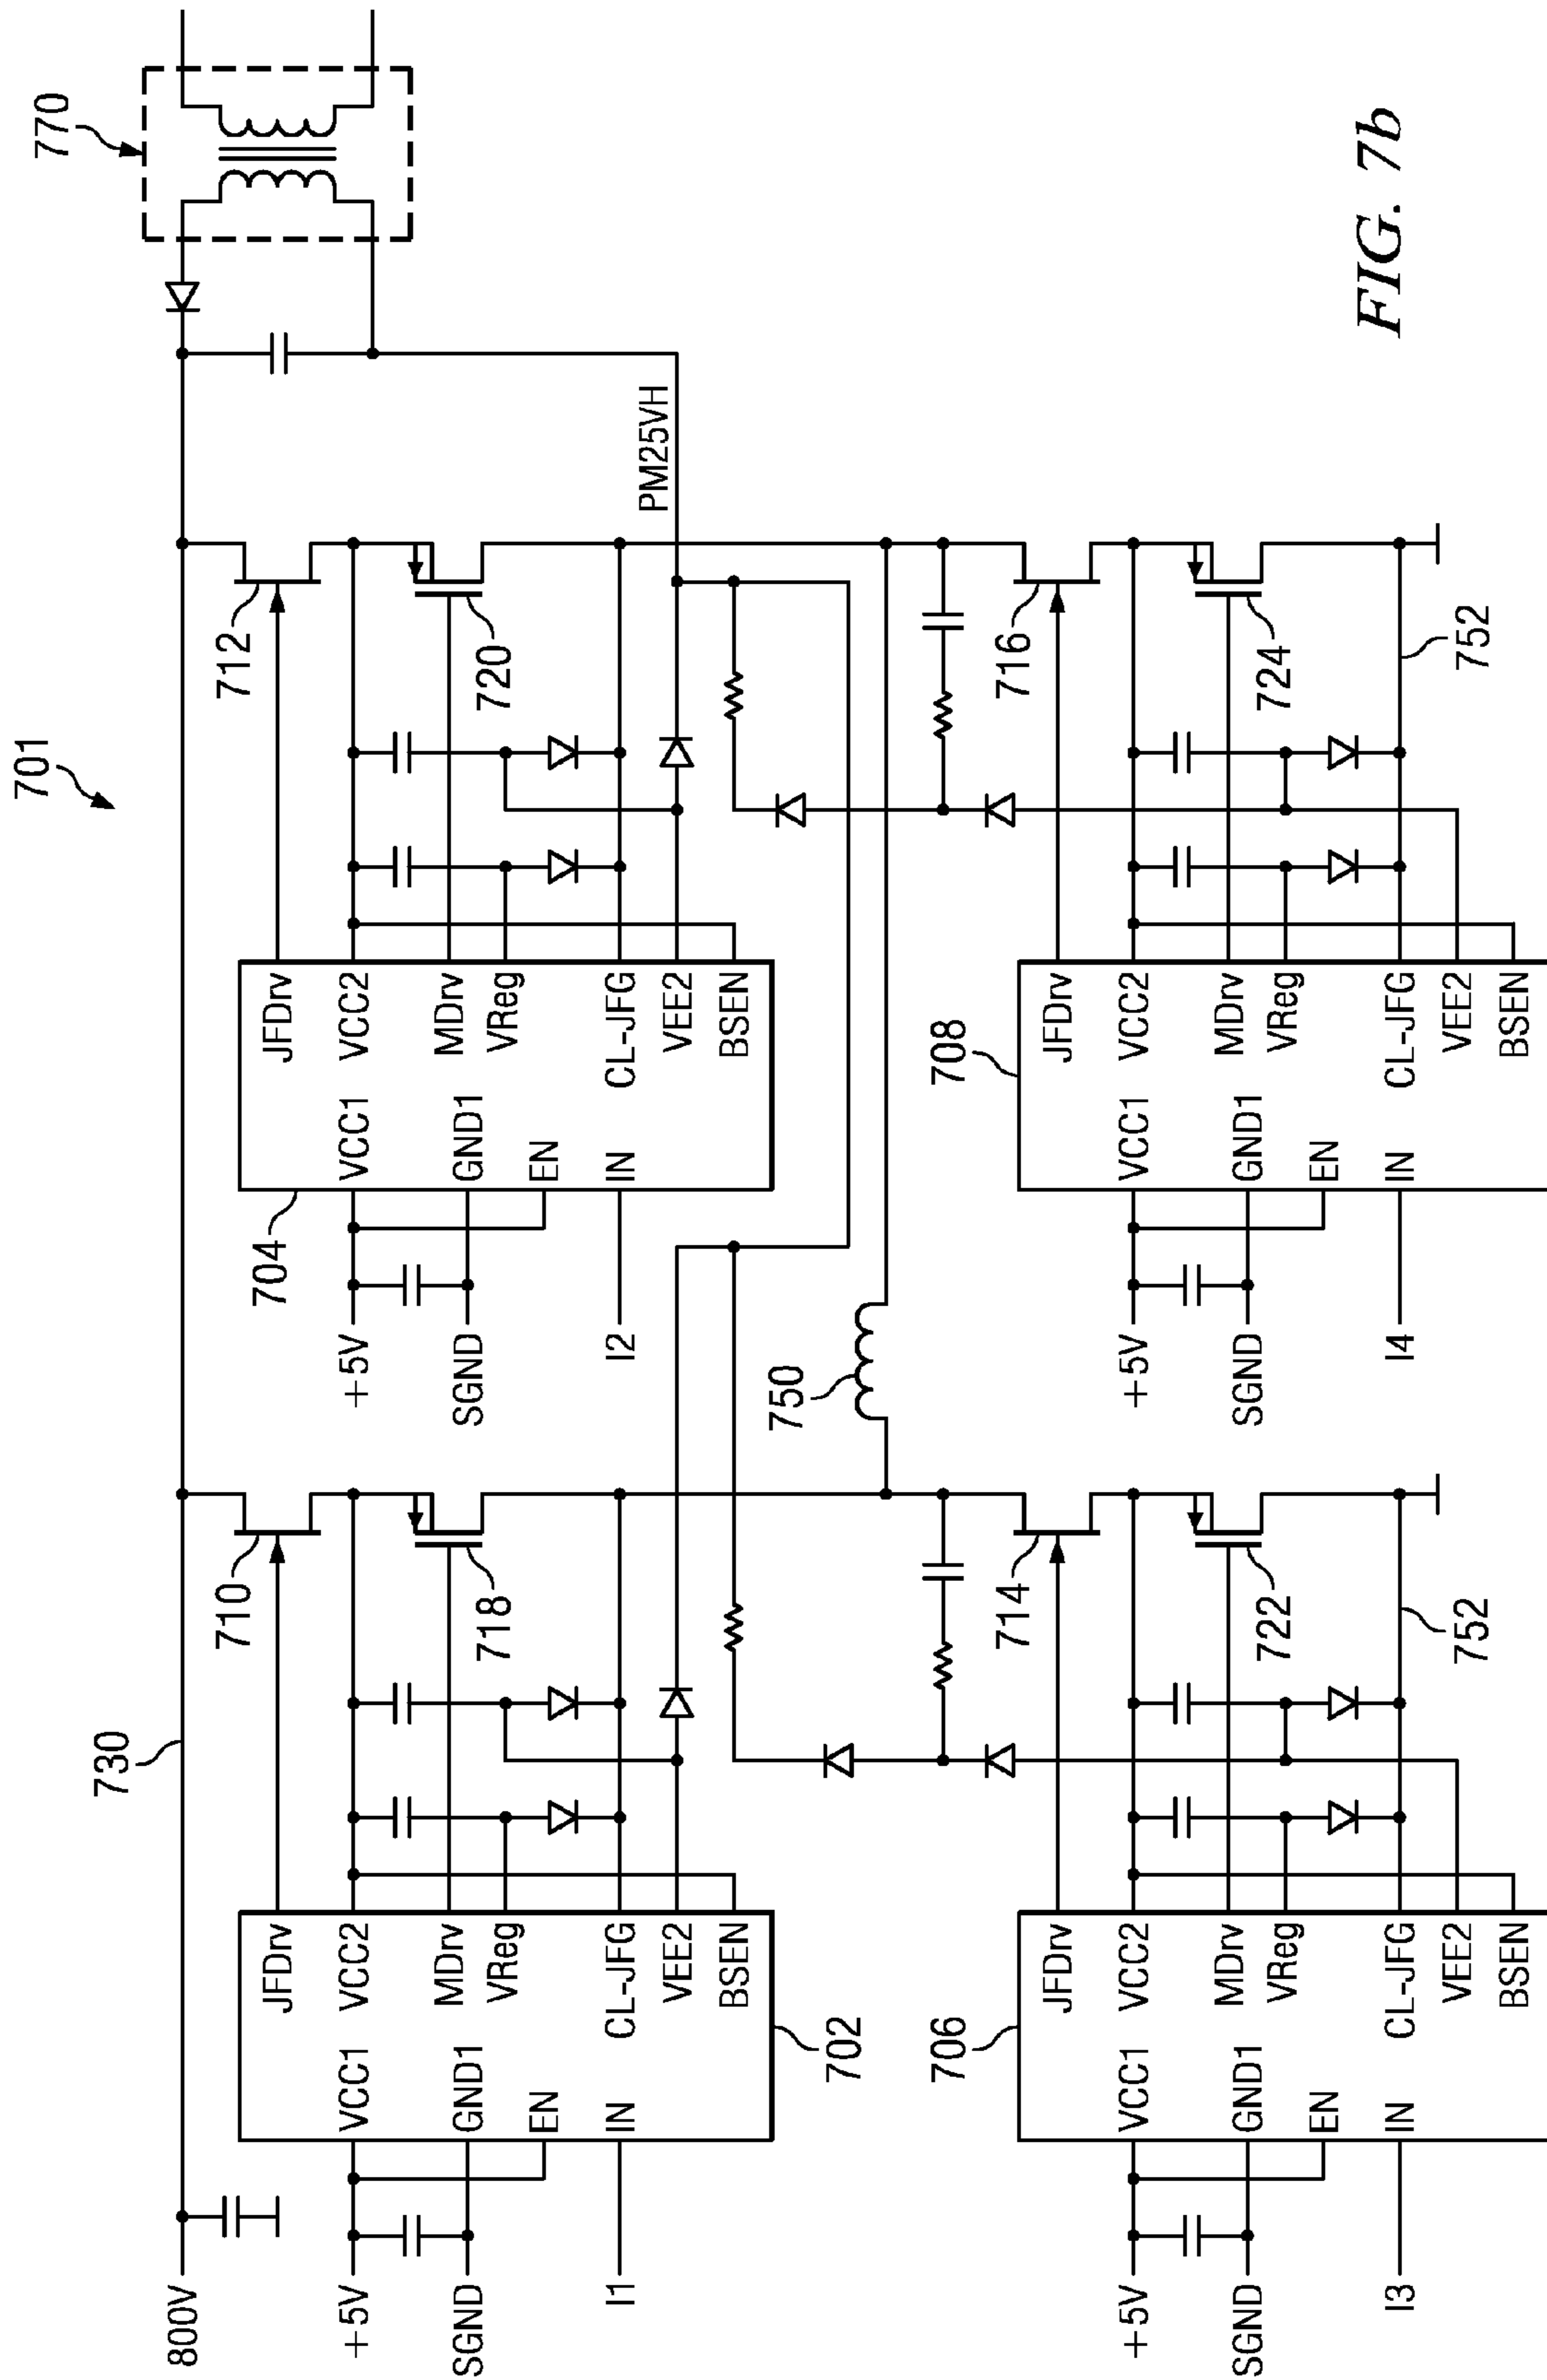 701
770
730
800V
710
712
+5V
SGND
I1
VCC1
GND1
EN
IN
JFDrv
VCC2
MDrv
VReg
CL-JFG
VEE2
BSEN
702
718
+5V
SGND
I2
704
VCC1
GND1
EN
IN
JFDrv
VCC2
MDrv
VReg
CL-JFG
VEE2
BSEN
720
PM25VH
750
+5V
SGND
I3
706
VCC1
GND1
EN
IN
JFDrv
VCC2
MDrv
VReg
CL-JFG
VEE2
BSEN
714
722
752
+5V
SGND
I4
708
VCC1
GND1
EN
IN
JFDrv
VCC2
MDrv
VReg
CL-JFG
VEE2
BSEN
716
724
752
FIG. 7b